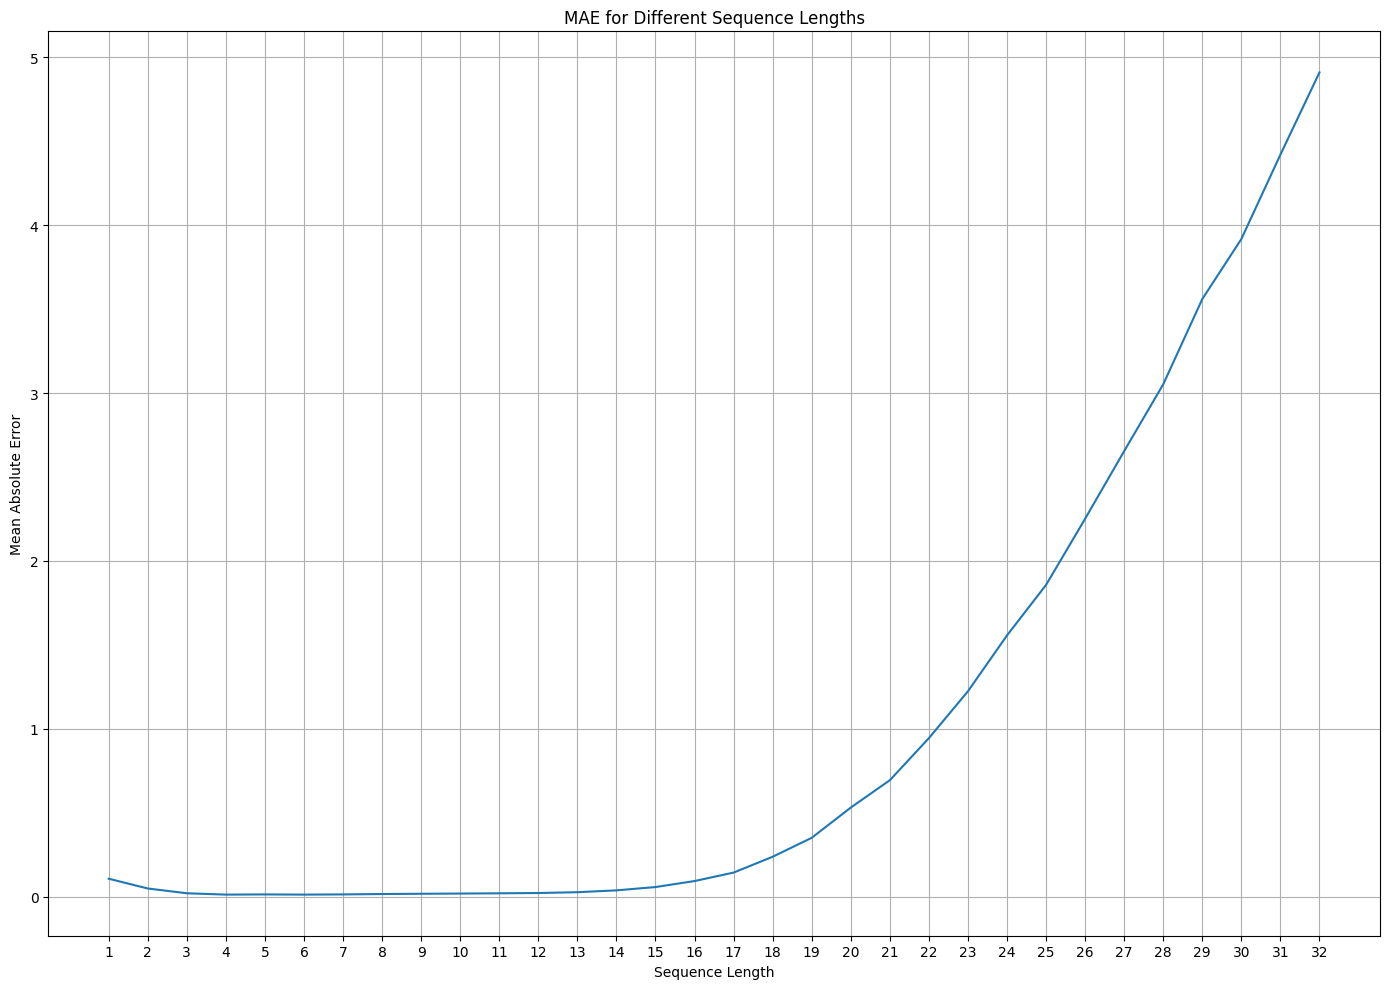 MAE for Different Sequence Lengths
Mean Absolute Error
5
4
3
2
1
0
1 2 3 4 5 6 7 8 9 10 11 12 13 14 15 16 17 18 19 20 21 22 23 24 25 26 27 28 29 30 31 32
Sequence Length